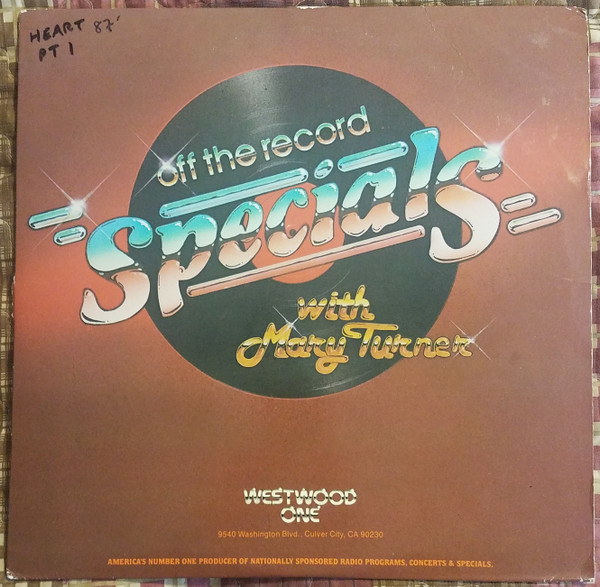 HEART 87'
PT 1
off the record
Specials
with
Mary Turner
WESTWOOD
ONE
9540 Washington Blvd., Culver City, CA 90230
AMERICA'S NUMBER ONE PRODUCER OF NATIONALLY SPONSORED RADIO PROGRAMS, CONCERTS & SPECIALS.